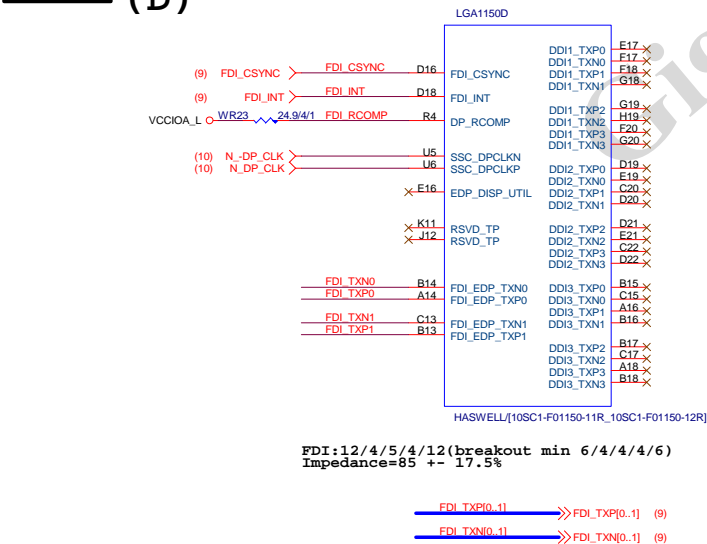 (D)
LGA1150D
(9) FDI_CSYNC FDI_CSYNC D16 FDI_CSYNC
(9) FDI_INT FDI_INT D18 FDI_INT
VCCIOA_L WR23 24.9/4/1 FDI_RCOMP R4 DP_RCOMP
(10) N_-DP_CLK U5 SSC_DPCLKN
(10) N_DP_CLK U6 SSC_DPCLKP
E16 EDP_DISP_UTIL
K11 RSVD_TP
J12 RSVD_TP
FDI_TXN0 B14 FDI_EDP_TXN0
FDI_TXP0 A14 FDI_EDP_TXP0
FDI_TXN1 C13 FDI_EDP_TXN1
FDI_TXP1 B13 FDI_EDP_TXP1
DDI1_TXP0 E17
DDI1_TXN0 F17
DDI1_TXP1 F18
DDI1_TXN1 G18
DDI1_TXP2 G19
DDI1_TXN2 H19
DDI1_TXP3 F20
DDI1_TXN3 G20
DDI2_TXP0 D19
DDI2_TXN0 E19
DDI2_TXP1 C20
DDI2_TXN1 D20
DDI2_TXP2 D21
DDI2_TXN2 E21
DDI2_TXP3 C22
DDI2_TXN3 D22
DDI3_TXP0 B15
DDI3_TXN0 C15
DDI3_TXP1 A16
DDI3_TXN1 B16
DDI3_TXP2 B17
DDI3_TXN2 C17
DDI3_TXP3 A18
DDI3_TXN3 B18
HASWELL/[10SC1-F01150-11R_10SC1-F01150-12R]
FDI:12/4/5/4/12(breakout min 6/4/4/4/6)
Impedance=85 +- 17.5%
FDI_TXP[0..1] FDI_TXP[0..1] (9)
FDI_TXN[0..1] FDI_TXN[0..1] (9)